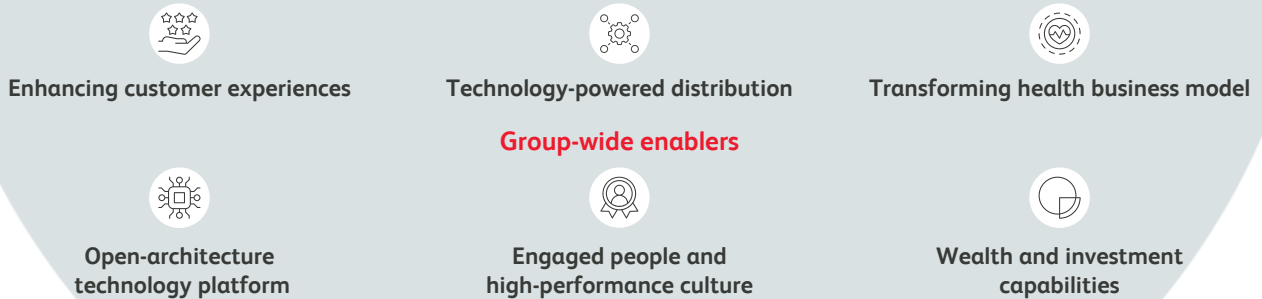 Enhancing customer experiences
Technology-powered distribution
Transforming health business model
Group-wide enablers
Open-architecture
technology platform
Engaged people and
high-performance culture
Wealth and investment
capabilities